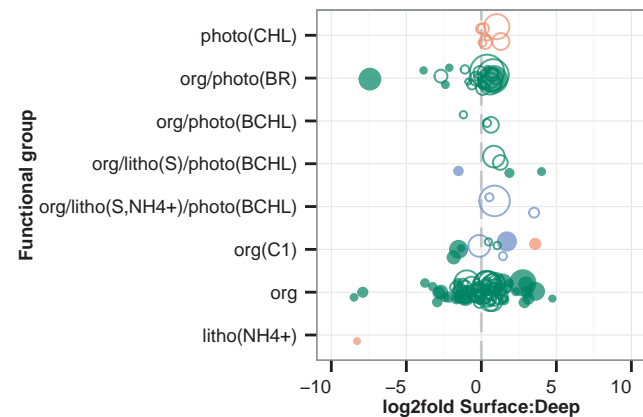 Functional group
photo(CHL)
org/photo(BR)
org/photo(BCHL)
org/litho(S)/photo(BCHL)
org/litho(S,NH4+)/photo(BCHL)
org(C1)
org
litho(NH4+)
−10 −5 0 5 10
log2fold Surface:Deep